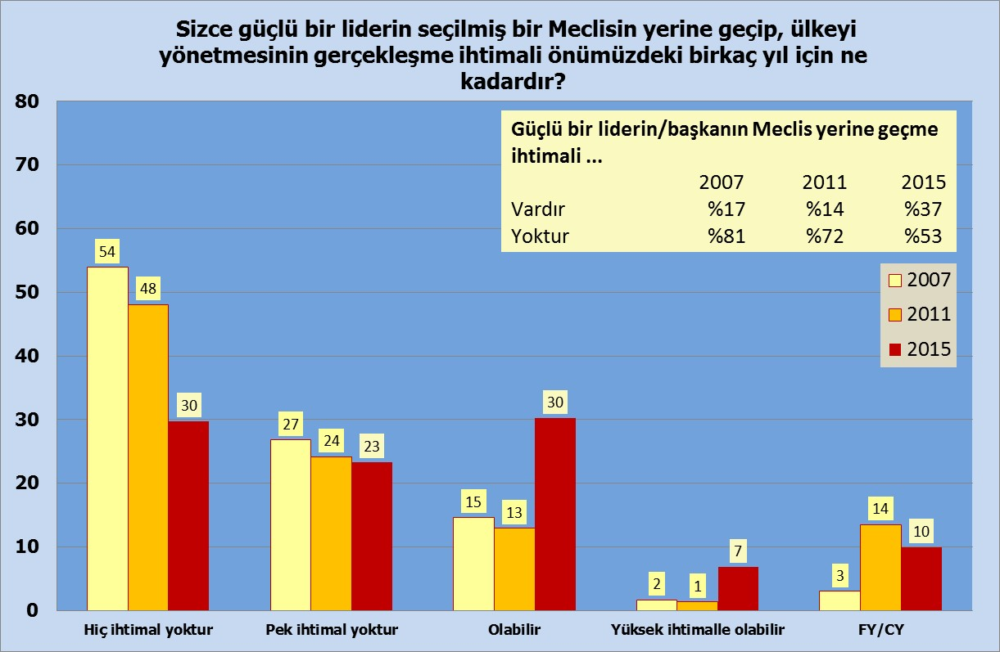 Sizce güçlü bir liderin seçilmiş bir Meclisin yerine geçip, ülkeyi
yönetmesinin gerçekleşme ihtimali önümüzdeki birkaç yıl için ne
kadardır?
80
70
60
50
40
30
20
10
0
Güçlü bir liderin/başkanın Meclis yerine geçme
ihtimali ...
2007 2011 2015
Vardır %17 %14 %37
Yoktur %81 %72 %53
2007
2011
2015
54 48 30
27 24 23
15 13 30
2 1 7
3 14 10
Hiç ihtimal yoktur Pek ihtimal yoktur Olabilir Yüksek ihtimalle olabilir FY/CY